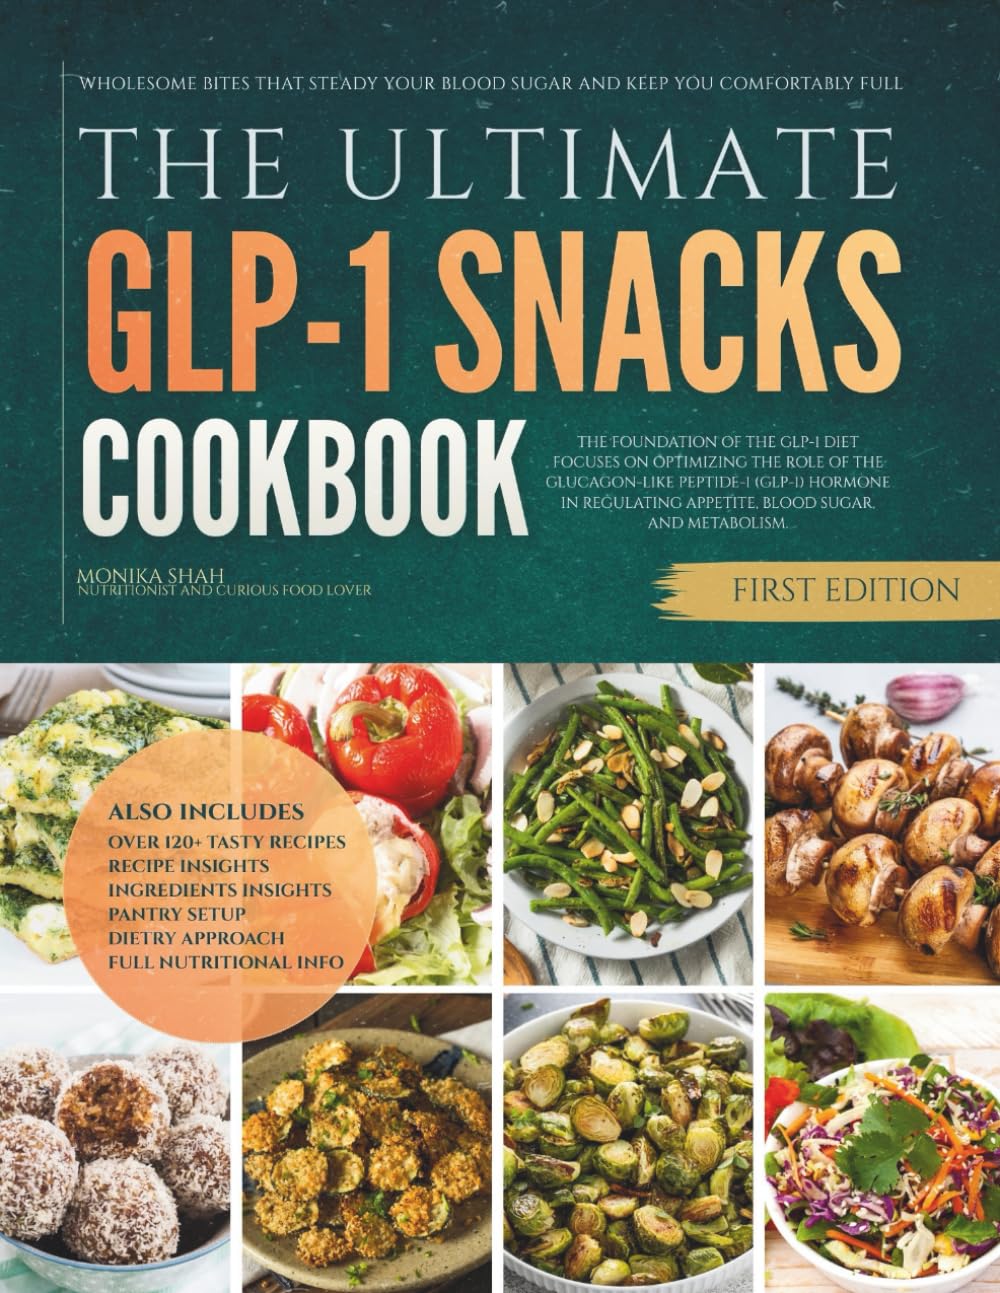 WHOLESOME BITES THAT STEADY YOUR BLOOD SUGAR AND KEEP YOU COMFORTABLY FULL
THE ULTIMATE
GLP-1 SNACKS
COOKBOOK
THE FOUNDATION OF THE GLP-1 DIET
FOCUSES ON OPTIMIZING THE ROLE OF THE
GLUCAGON-LIKE PEPTIDE-1 (GLP-1) HORMONE
IN REGULATING APPETITE, BLOOD SUGAR,
AND METABOLISM.
MONIKA SHAH
NUTRITIONIST AND CURIOUS FOOD LOVER
FIRST EDITION
ALSO INCLUDES
OVER 120+ TASTY RECIPES
RECIPE INSIGHTS
INGREDIENTS INSIGHTS
PANTRY SETUP
DIETRY APPROACH
FULL NUTRITIONAL INFO